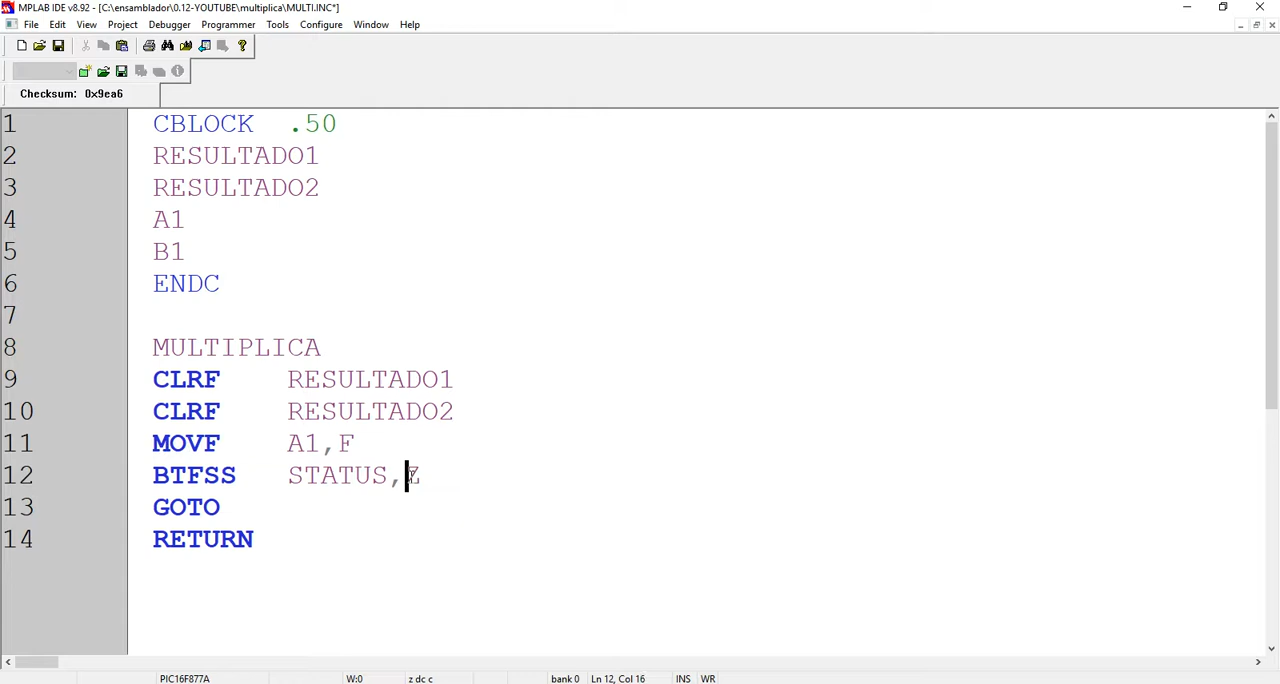 MPLAB IDE v8.92 - [C:\ensamblador\0.12-YOUTUBE\multiplica\MULTI.INC*]
File Edit View Project Debugger Programmer Tools Configure Window Help
Checksum: 0x9ea6
1 CBLOCK .50
2 RESULTADO1
3 RESULTADO2
4 A1
5 B1
6 ENDC
7
8 MULTIPLICA
9 CLRF RESULTADO1
10 CLRF RESULTADO2
11 MOVF A1,F
12 BTFSS STATUS,Z
13 GOTO
14 RETURN
PIC16F877A W:0 z dc c bank 0 Ln 12, Col 16 INS WR